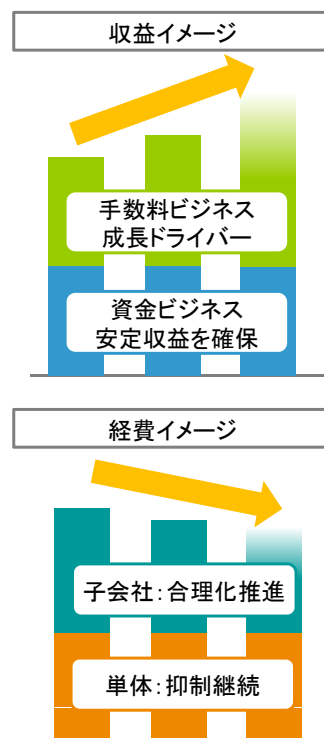 収益イメージ
手数料ビジネス
成長ドライバー
資金ビジネス
安定収益を確保
経費イメージ
子会社：合理化推進
単体：抑制継続